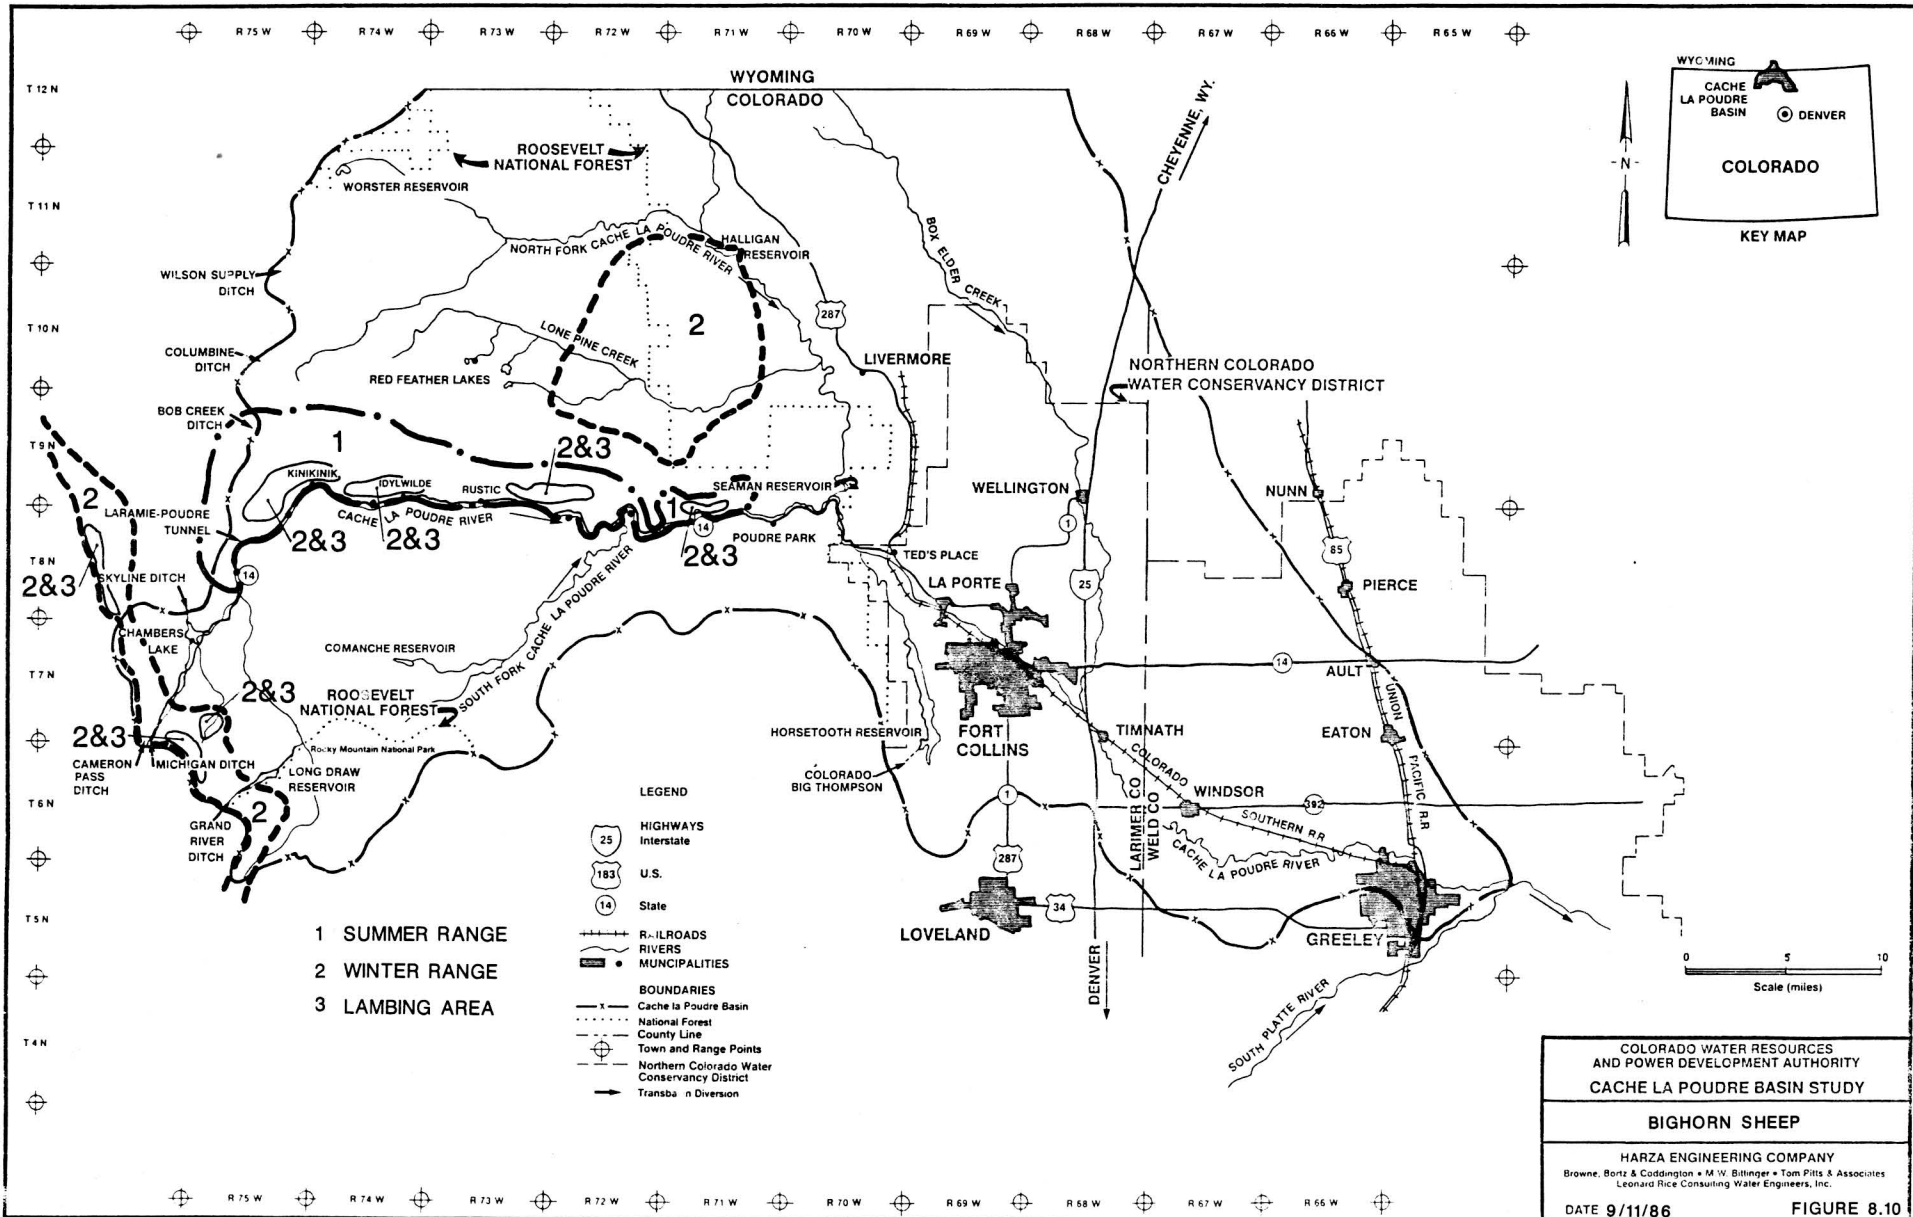 R 75 W
R 74 W
R 73 W
R 72 W
R 71 W
R 70 W
R 69 W
R 68 W
R 67 W
R 66 W
R 65 W
T 12 N
T 11 N
T 10 N
T 9 N
T 8 N
T 7 N
T 6 N
T 5 N
T 4 N
WYOMING
COLORADO
ROOSEVELT
NATIONAL FOREST
WORSTER RESERVOIR
NORTH FORK CACHE LA POUDRE RIVER
HALLIGAN
RESERVOIR
WILSON SUPPLY
DITCH
COLUMBINE
DITCH
BOB CREEK
DITCH
LONE PINE CREEK
RED FEATHER LAKES
2
287
LIVERMORE
BOX ELDER CREEK
CHEYENNE, WY.
NORTHERN COLORADO
WATER CONSERVANCY DISTRICT
1
2&3
KINIKINIK
IDYLWILDE
RUSTIC
SEAMAN RESERVOIR
CACHE LA POUDRE RIVER
1
14
2&3
2&3
2&3
POUDRE PARK
2
LARAMIE-POUDRE
TUNNEL
2&3
SKYLINE DITCH
14
CHAMBERS
LAKE
COMANCHE RESERVOIR
SOUTH FORK CACHE LA POUDRE RIVER
ROOSEVELT
NATIONAL FOREST
2&3
2&3
Rocky Mountain National Park
CAMERON
PASS
DITCH
MICHIGAN DITCH
LONG DRAW
RESERVOIR
2
GRAND
RIVER
DITCH
WELLINGTON
1
TED'S PLACE
LA PORTE
25
NUNN
85
PIERCE
14
AULT
UNION
PACIFIC R.R
EATON
FORT
COLLINS
HORSETOOTH RESERVOIR
COLORADO
BIG THOMPSON
TIMNATH
COLORADO
SOUTHERN R.R
WINDSOR
392
1
287
LARIMER CO
WELD CO
CACHE LA POUDRE RIVER
LOVELAND
34
GREELEY
DENVER
SOUTH PLATTE RIVER
WYOMING
CACHE
LA POUDRE
BASIN
DENVER
COLORADO
KEY MAP
N
1 SUMMER RANGE
2 WINTER RANGE
3 LAMBING AREA
LEGEND
HIGHWAYS
25 Interstate
183 U.S.
14 State
RAILROADS
RIVERS
MUNCIPALITIES
BOUNDARIES
Cache la Poudre Basin
National Forest
County Line
Town and Range Points
Northern Colorado Water
Conservancy District
Diversion
0 5 10
Scale (miles)
COLORADO WATER RESOURCES
AND POWER DEVELOPMENT AUTHORITY
CACHE LA POUDRE BASIN STUDY
BIGHORN SHEEP
HARZA ENGINEERING COMPANY
Browne, Bortz & Coddington • M.W. Bittinger • Tom Pitts & Associates
Leonard Rice Consulting Water Engineers, Inc.
DATE 9/11/86 FIGURE 8.10
R 75 W
R 74 W
R 73 W
R 72 W
R 71 W
R 70 W
R 69 W
R 68 W
R 67 W
R 66 W